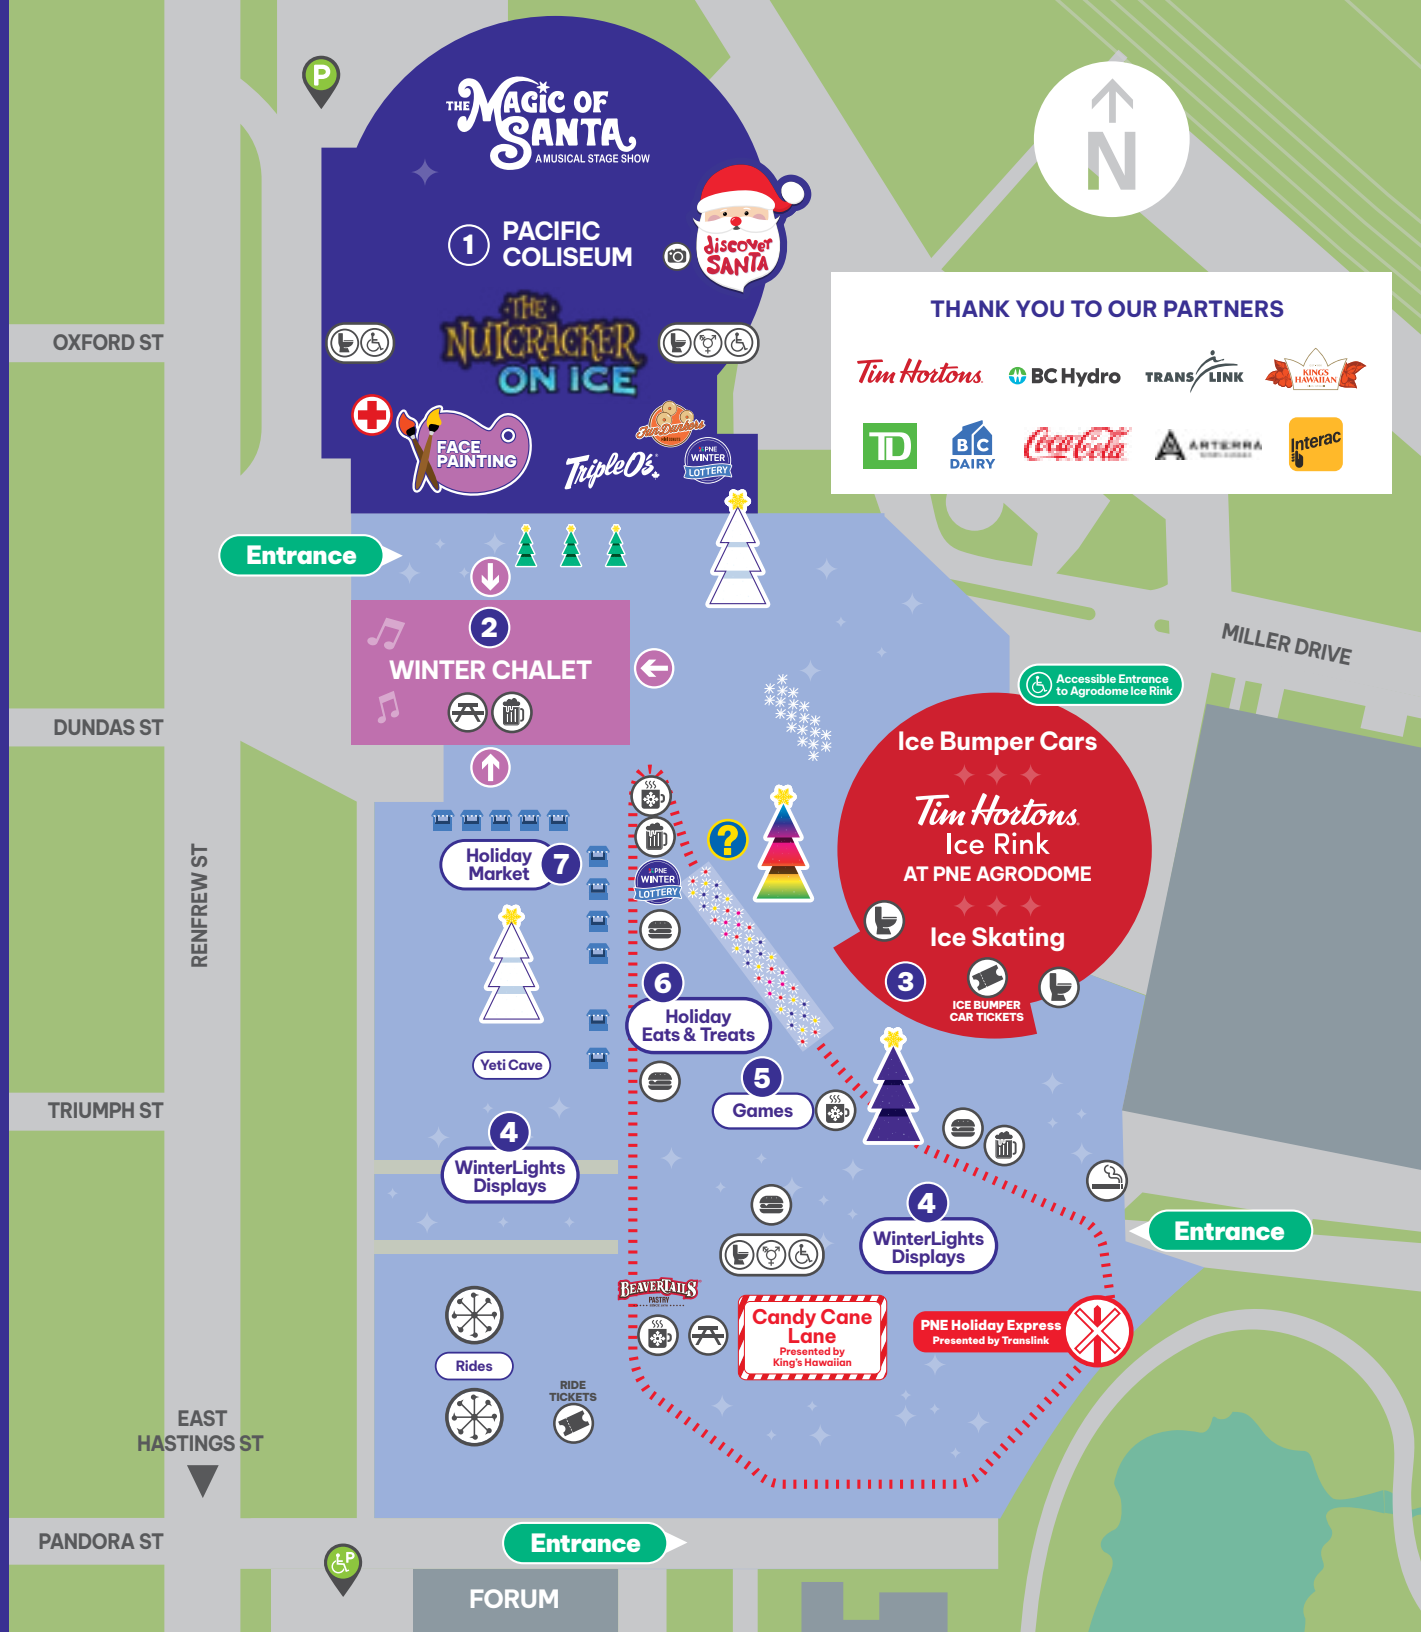 P
THE MAGIC OF
SANTA
A MUSICAL STAGE SHOW
N
1 PACIFIC
COLISEUM
discover
SANTA
THE
NUTCRACKER
ON ICE
OXFORD ST
THANK YOU TO OUR PARTNERS
Tim Hortons
BC Hydro
TRANSLINK
KING'S
HAWAIIAN
TD
BC
DAIRY
Coca-Cola
ARTERRA
Interac
FACE
PAINTING
FunDunkers
TripleO's
PNE
WINTER
LOTTERY
Entrance
2
WINTER CHALET
MILLER DRIVE
Accessible Entrance
to Agrodome Ice Rink
DUNDAS ST
Ice Bumper Cars
Tim Hortons
Ice Rink
AT PNE AGRODOME
Ice Skating
3
ICE BUMPER
CAR TICKETS
Holiday
Market
7
?
PNE
WINTER
LOTTERY
RENFREW ST
6
Holiday
Eats & Treats
Yeti Cave
5
Games
TRIUMPH ST
4
WinterLights
Displays
4
WinterLights
Displays
Entrance
BEAVERTAILS
PASTRY
Candy Cane
Lane
Presented by
King's Hawaiian
PNE Holiday Express
Presented by Translink
Rides
RIDE
TICKETS
EAST
HASTINGS ST
PANDORA ST
Entrance
P
FORUM